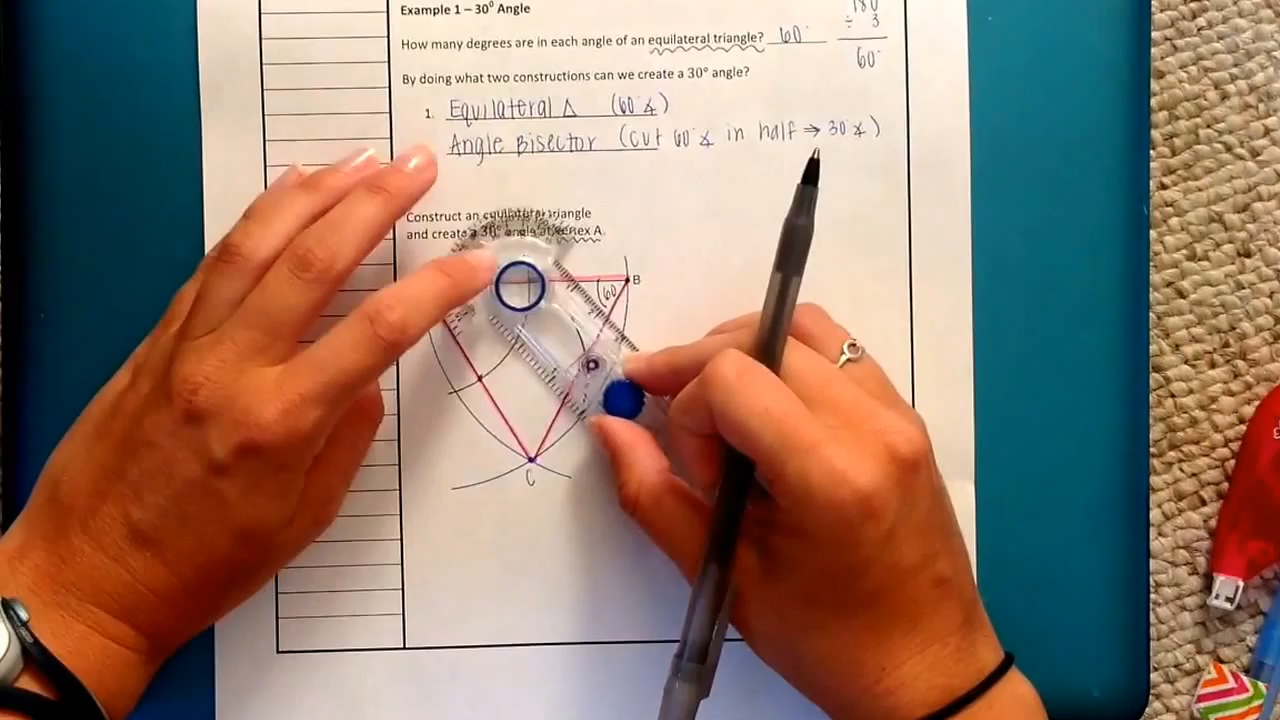 Example 1 – 30⁰ Angle
180
÷ 3
How many degrees are in each angle of an equilateral triangle? 60°
60°
By doing what two constructions can we create a 30° angle?
1. Equilateral Δ (60°∡)
Angle Bisector (cut 60°∡ in half → 30°∡)
Construct an equilateral triangle
and create a 30° angle at vertex A.
B
60
C